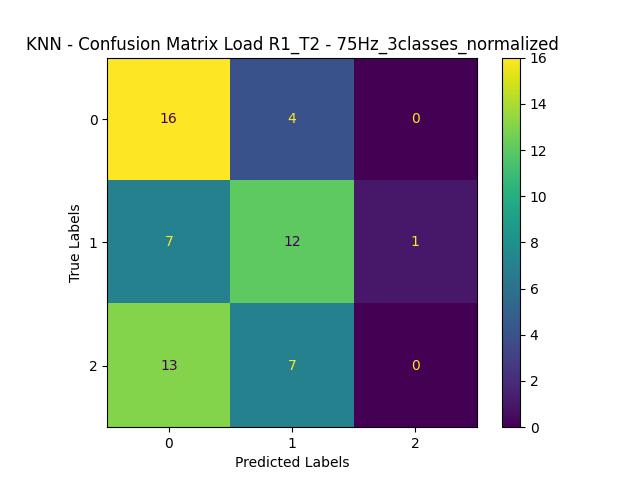 KNN - Confusion Matrix Load R1_T2 - 75Hz_3classes_normalized
0 16 4 0
1 7 12 1
2 13 7 0
0 1 2
Predicted Labels
True Labels
16
14
12
10
8
6
4
2
0